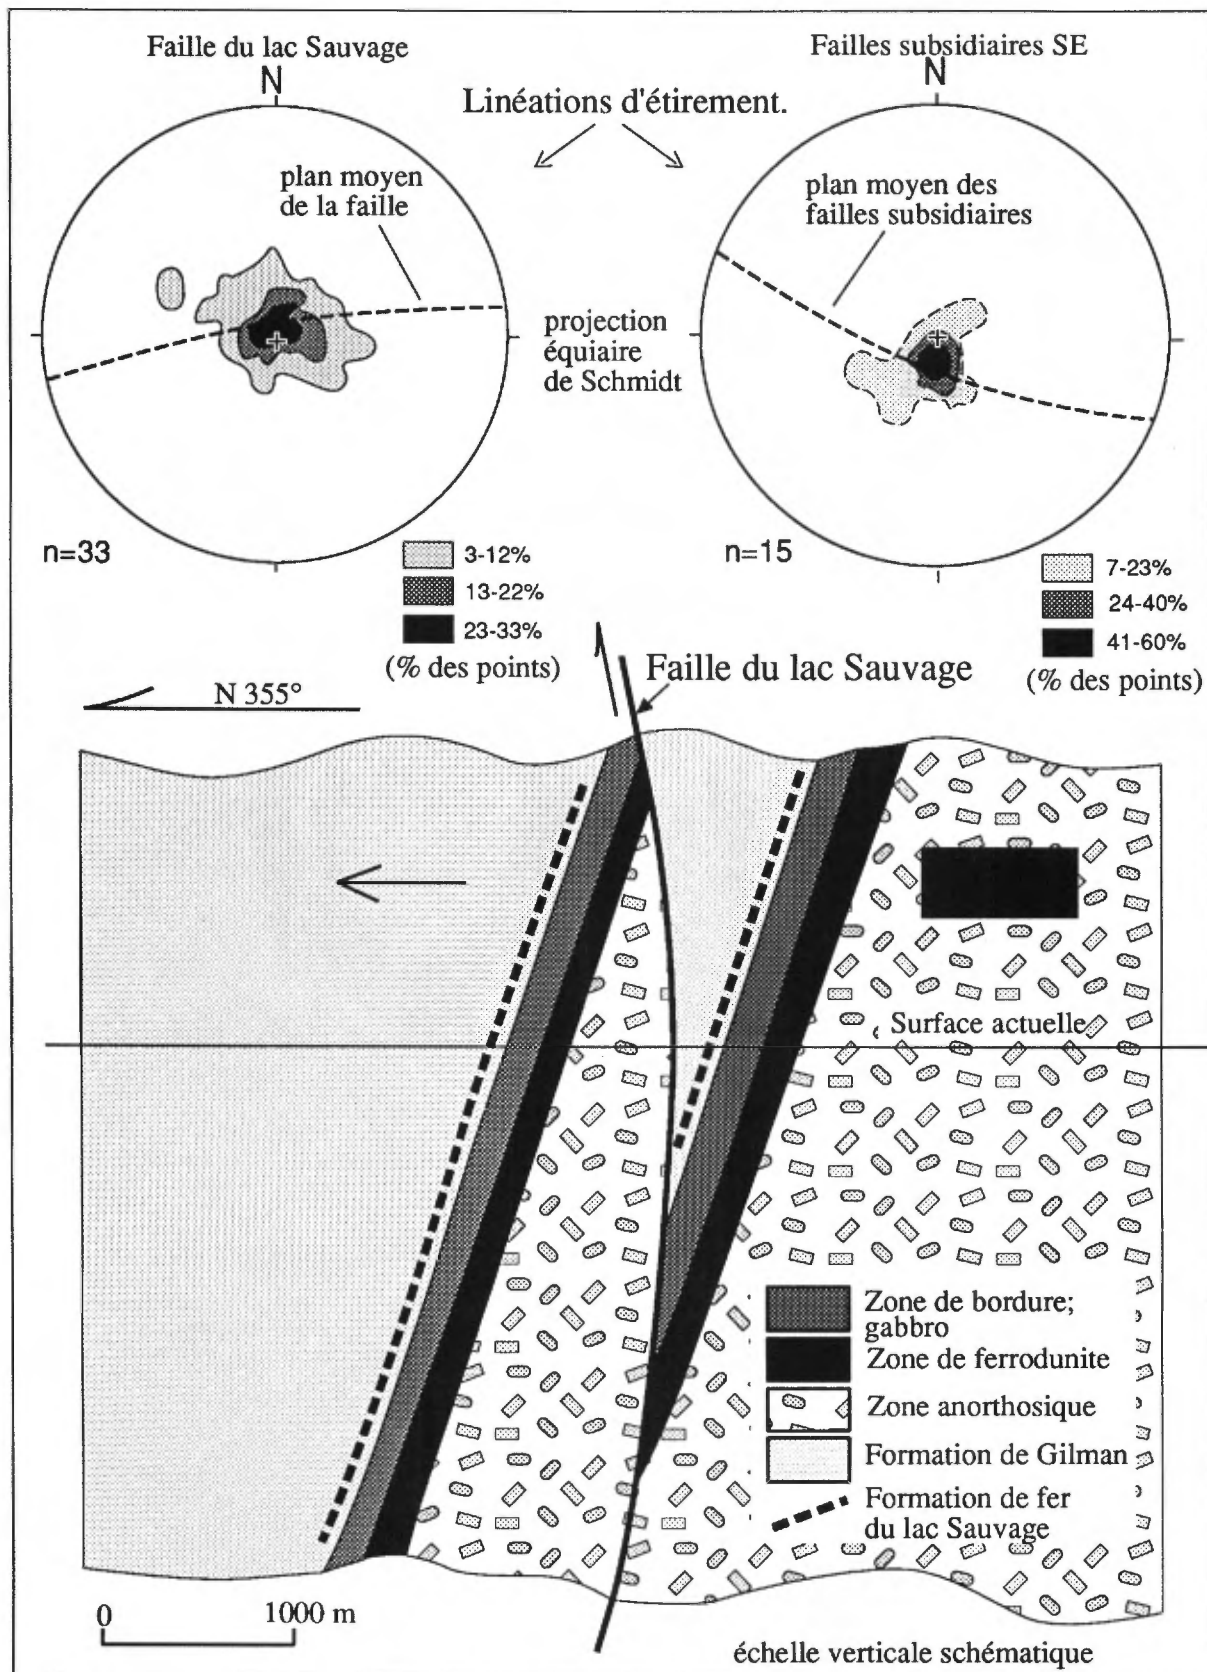 Faille du lac Sauvage
N
Failles subsidiaires SE
N
Linéations d'étirement.
plan moyen
de la faille
plan moyen des
failles subsidiaires
projection
équiaire
de Schmidt
n=33
3-12%
13-22%
23-33%
(% des points)
n=15
7-23%
24-40%
41-60%
(% des points)
Faille du lac Sauvage
N 355°
Surface actuelle
Zone de bordure;
gabbro
Zone de ferrodunite
Zone anorthosique
Formation de Gilman
Formation de fer
du lac Sauvage
0 1000 m
échelle verticale schématique